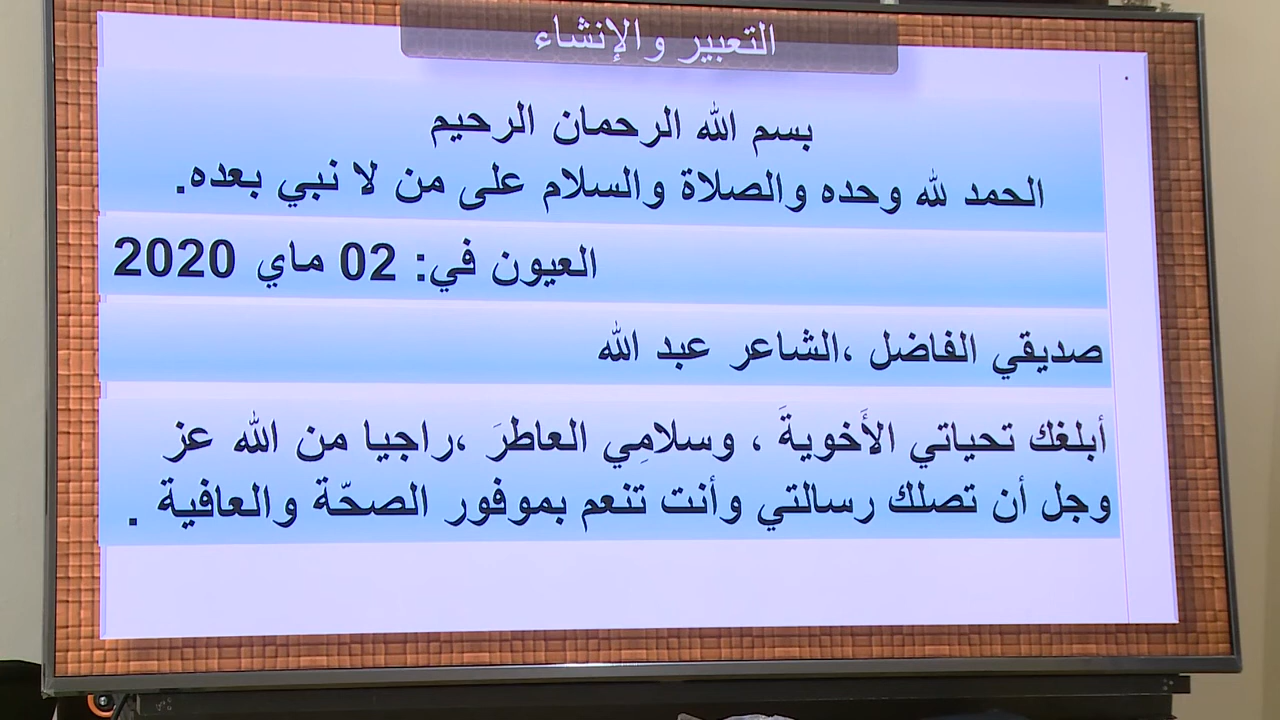 التعبير والإنشاء
بسم الله الرحمان الرحيم
الحمد لله وحده والصلاة والسلام على من لا نبي بعده.
العيون في: 02 ماي 2020
صديقي الفاضل ،الشاعر عبد الله
أبلغك تحياتي الأَخويةَ ، وسلامِي العاطرَ ،راجيا من الله عز
وجل أن تصلك رسالتي وأنت تنعم بموفور الصحّة والعافية .